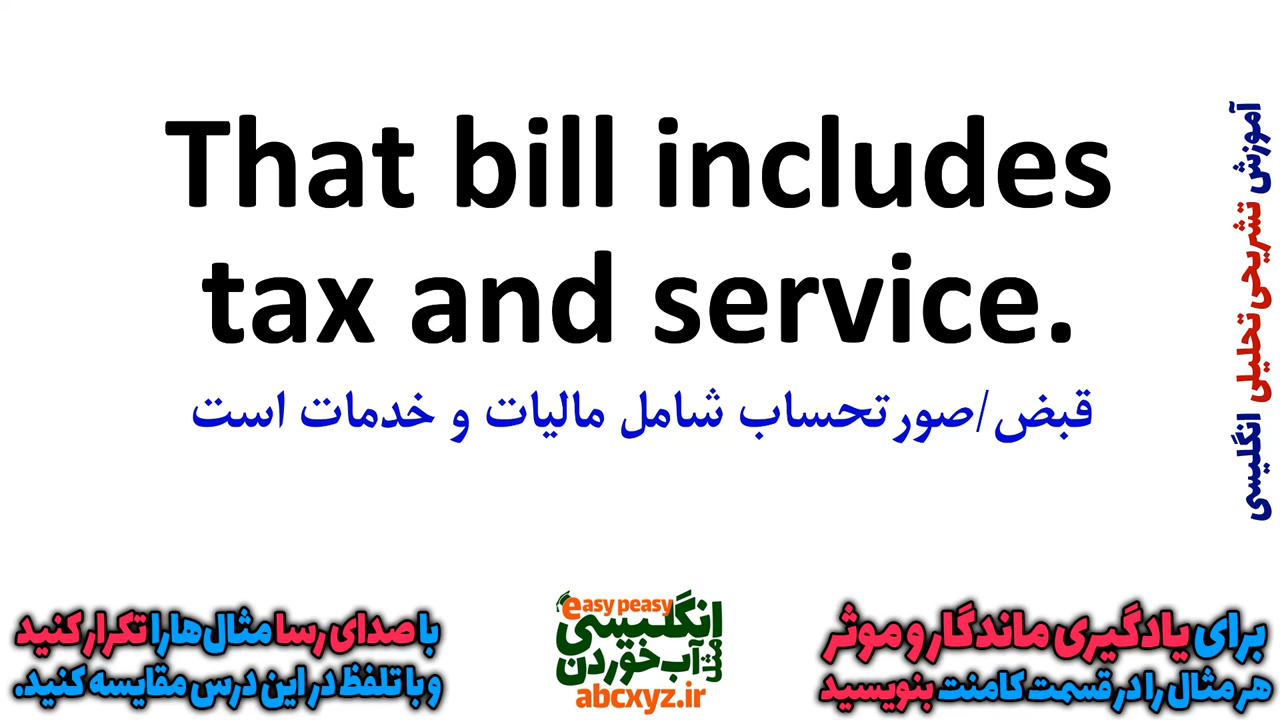 That bill includes
tax and service.
قبض/صورتحساب شامل مالیات و خدمات است
آموزش تشریحی تحلیلی انگلیسی
برای یادگیری ماندگار و موثر
هر مثال را در قسمت کامنت بنویسید
easy peasy
انگلیسی
مثل آب خوردن
abcxyz.ir
با صدای رسا مثال‌ها را تکرار کنید
و با تلفظ در این درس مقایسه کنید.